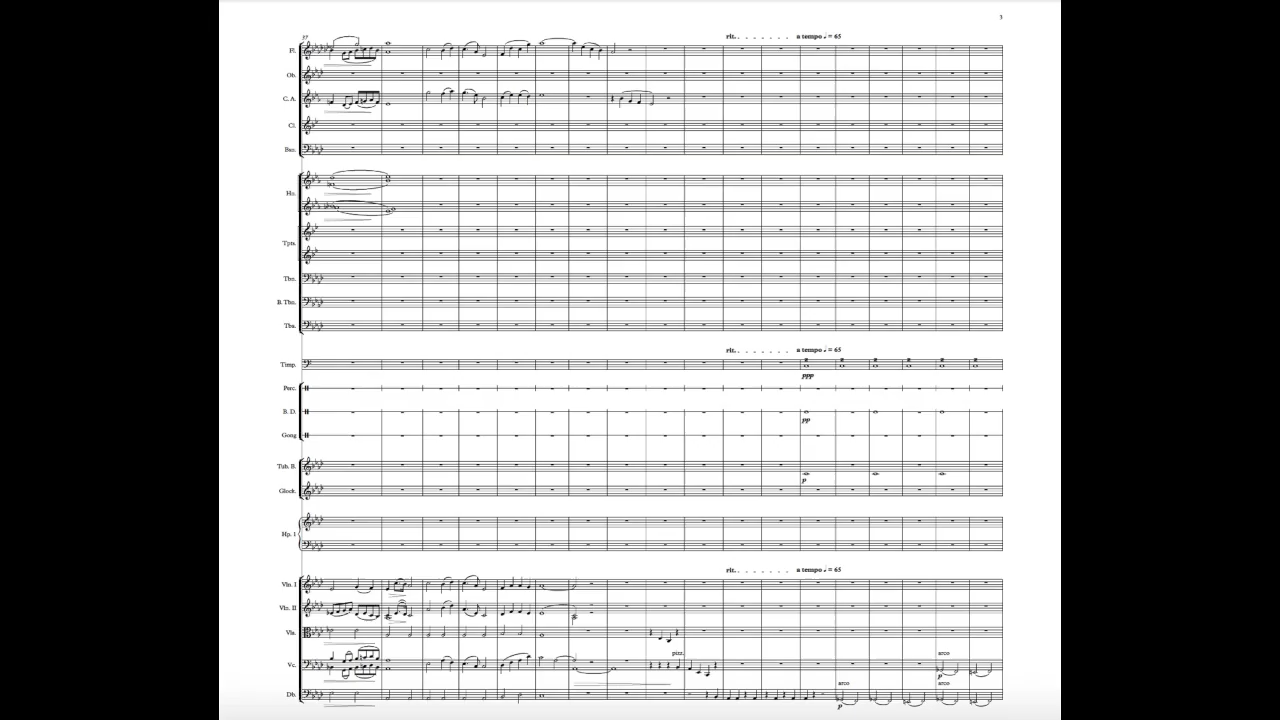 3
37
rit.
a tempo ♩ = 65
Fl.
Ob.
C. A.
Cl.
Bsn.
Hn.
Tpts.
Tbn.
B. Tbn.
Tba.
rit.
a tempo ♩ = 65
Timp.
ppp
Perc.
B. D.
pp
Gong
Tub. B.
p
Glock.
Hp. 1
rit.
a tempo ♩ = 65
Vln. I
Vln. II
Vla.
pizz.
arco
Vc.
p
arco
arco
Db.
p